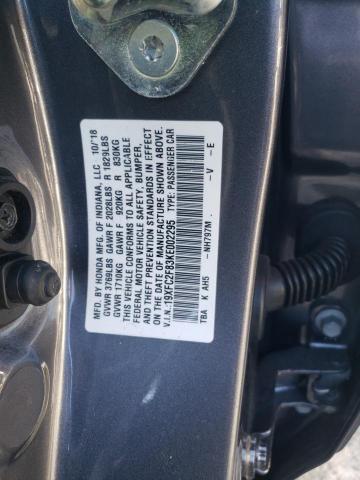 MFD. BY HONDA MFG. OF INDIANA, LLC 10/18
GVWR 3769LBS GAWR F 2028LBS R 1829LBS
GVWR 1710KG GAWR F 920KG R 830KG
THIS VEHICLE CONFORMS TO ALL APPLICABLE
FEDERAL MOTOR VEHICLE SAFETY, BUMPER,
AND THEFT PREVENTION STANDARDS IN EFFECT
ON THE DATE OF MANUFACTURE SHOWN ABOVE.
V.I.N. 19XFC2F83KE002295 TYPE: PASSENGER CAR
TBA K AH5 - NH797M - V - E